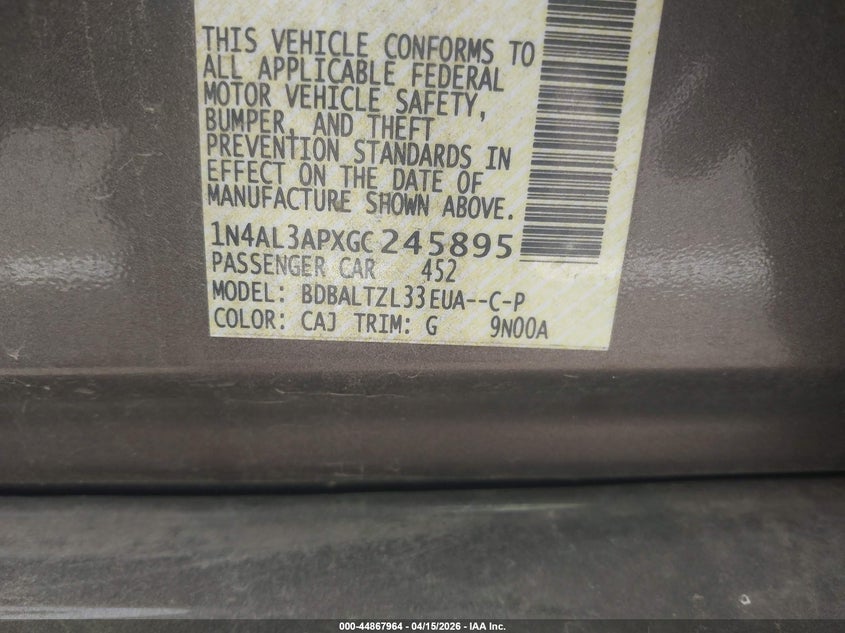 THIS VEHICLE CONFORMS TO
ALL APPLICABLE FEDERAL
MOTOR VEHICLE SAFETY,
BUMPER, AND THEFT
PREVENTION STANDARDS IN
EFFECT ON THE DATE OF
MANUFACTURE SHOWN ABOVE.
1N4AL3APXGC245895
PASSENGER CAR 452
MODEL: BDBALTZL33EUA--C-P
COLOR: CAJ TRIM: G 9N00A
000-44867964 - 04/15/2026 - IAA Inc.